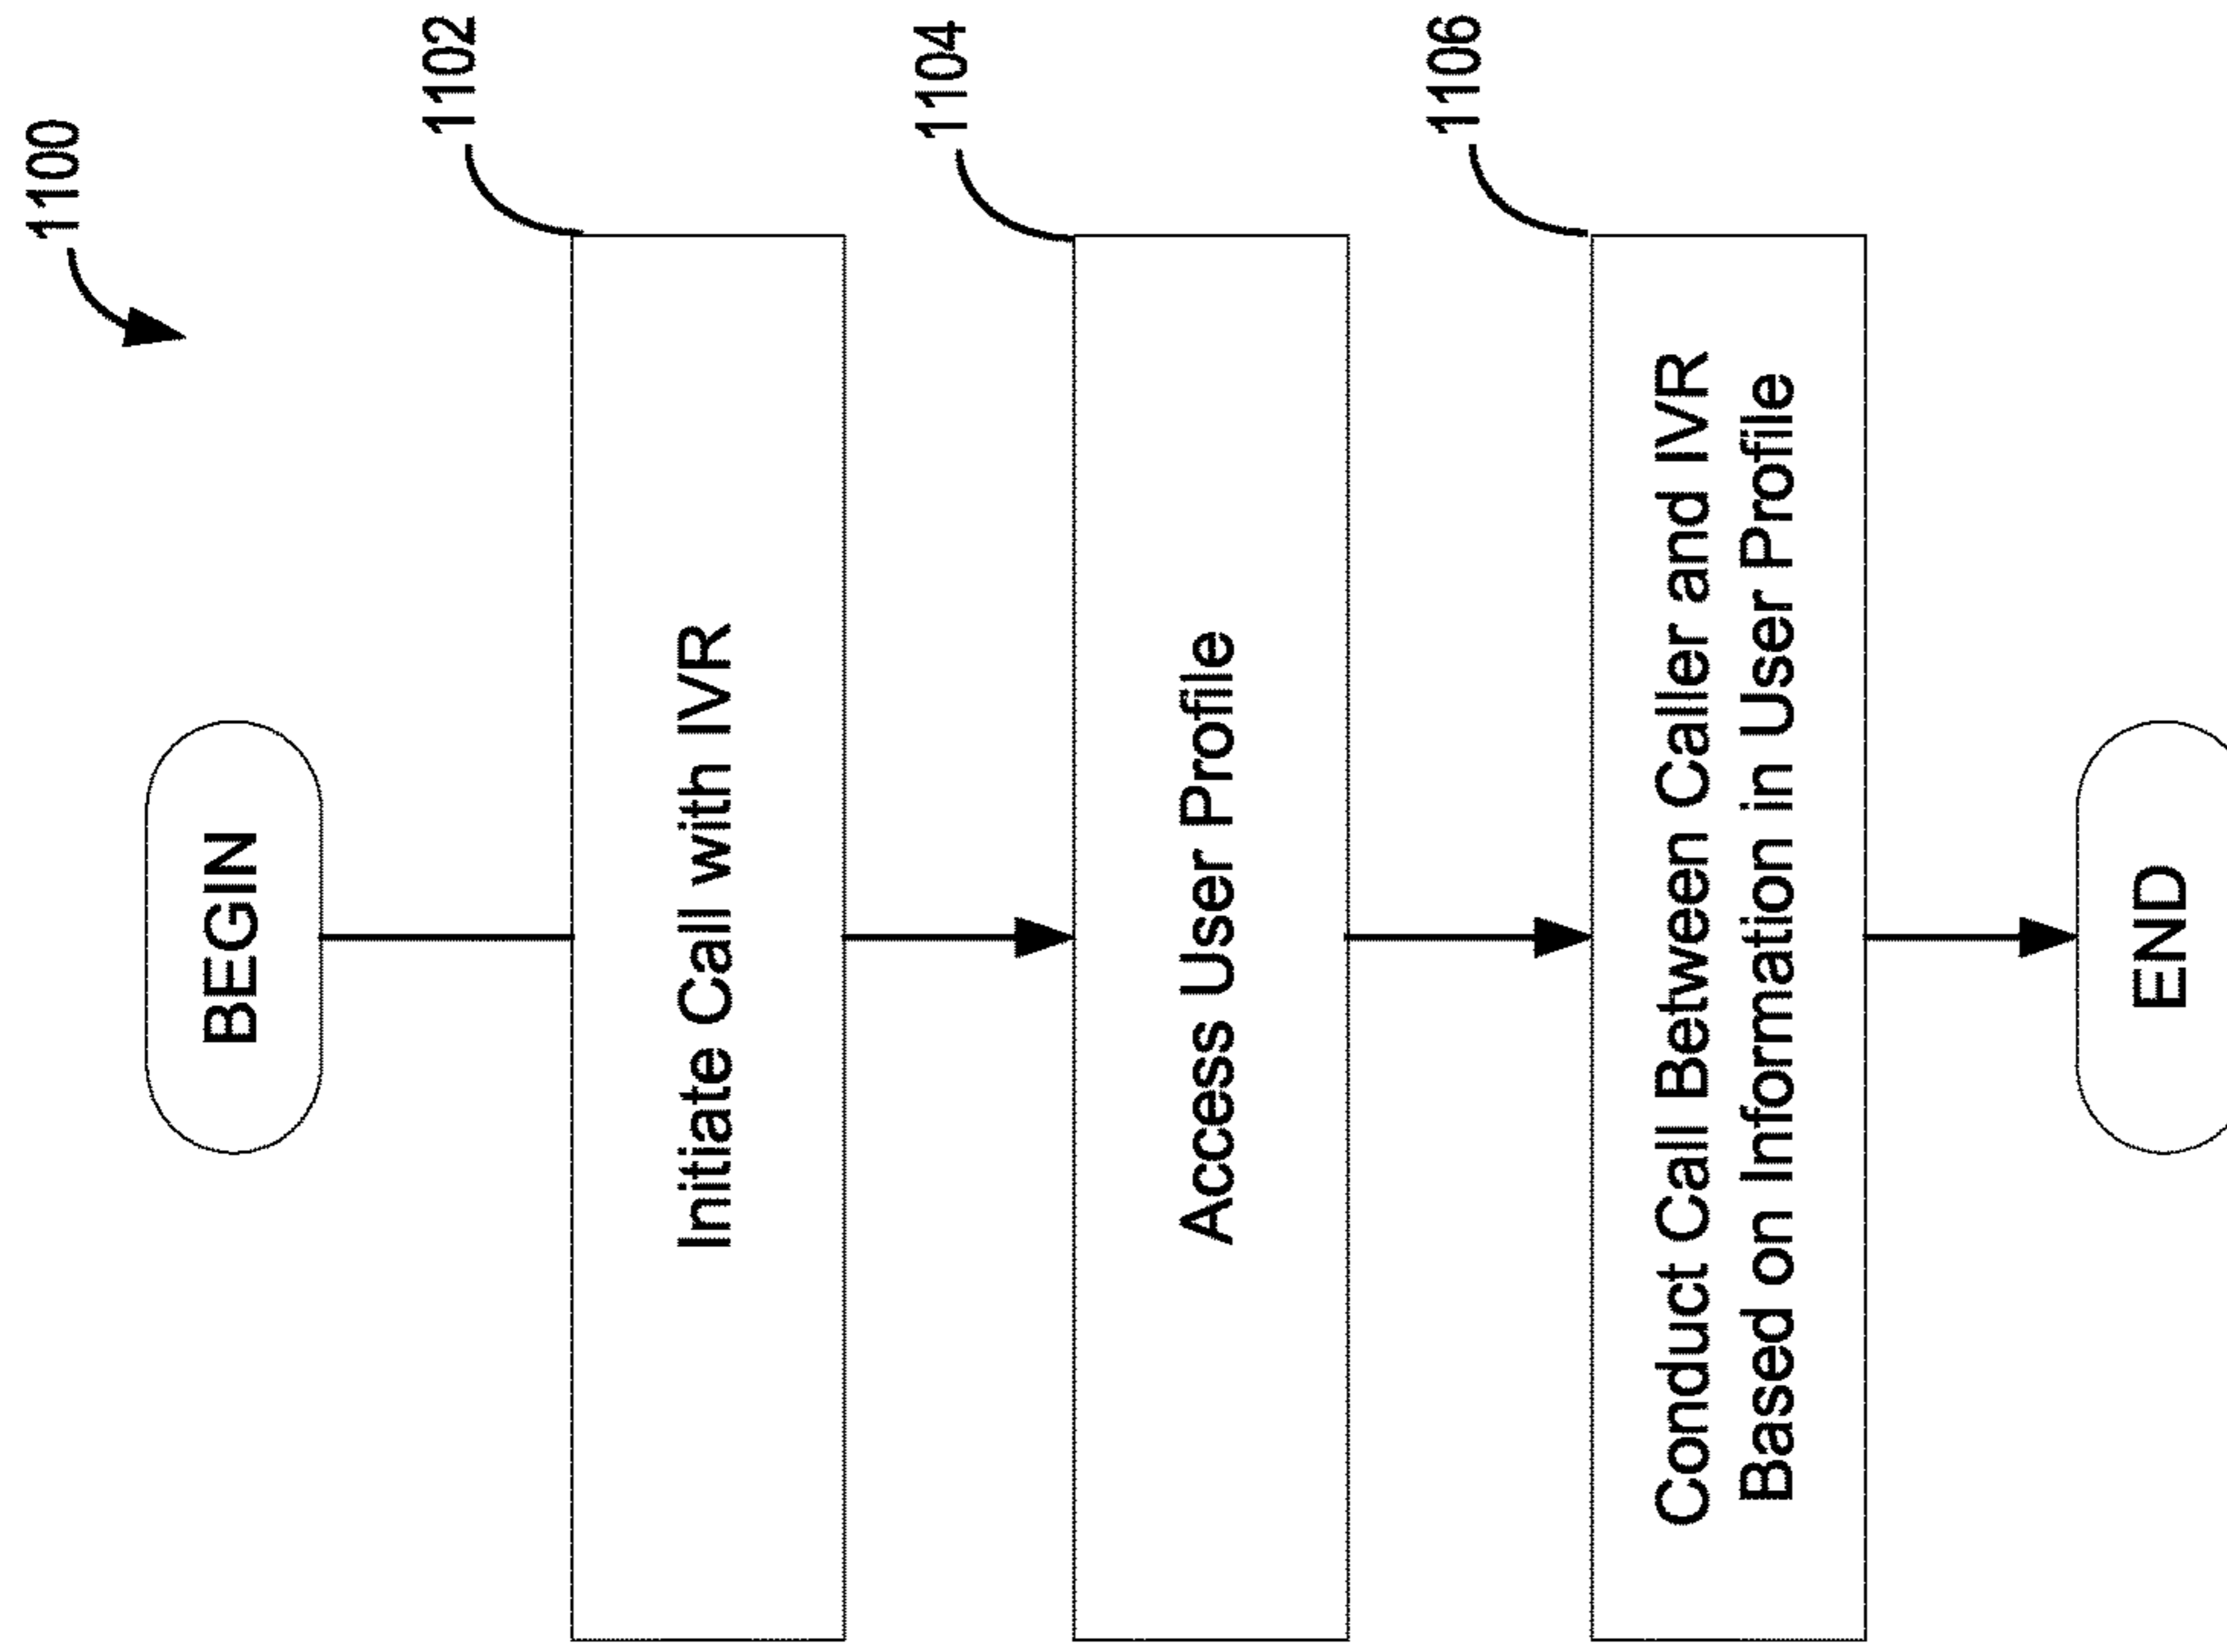 1100
BEGIN
1102
Initiate Call with IVR
1104
Access User Profile
1106
Conduct Call Between Caller and IVR
Based on Information in User Profile
END